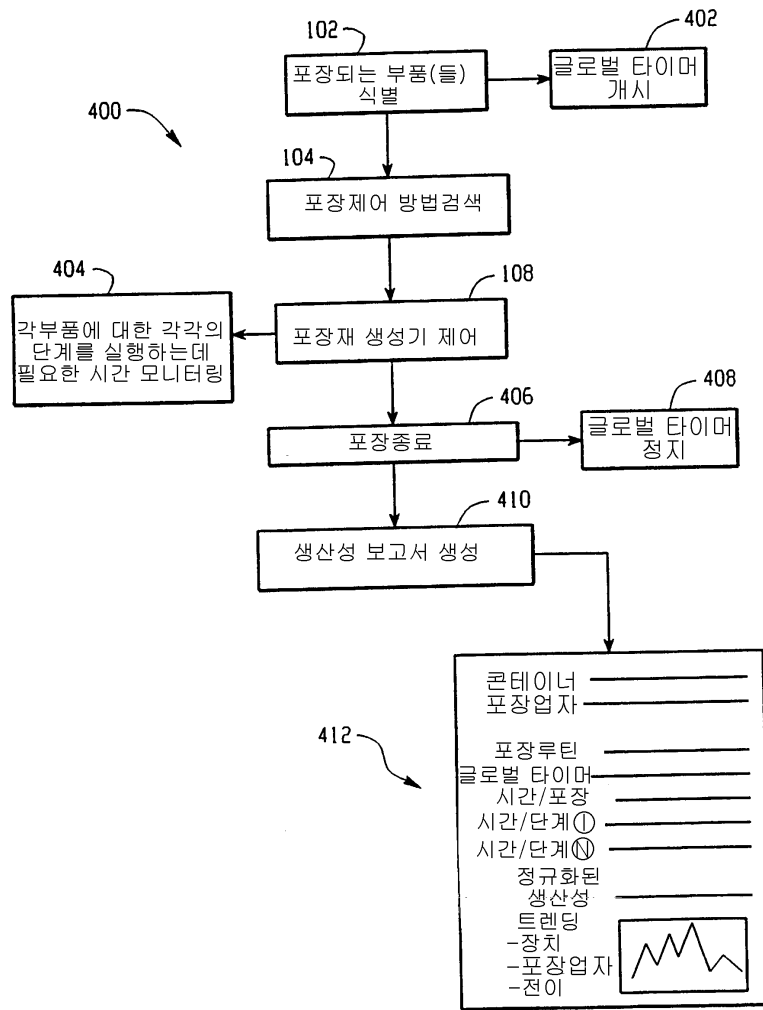 102
402
포장되는 부품(들)
식별
글로벌 타이머
개시
400
104
포장제어 방법검색
404
108
각부품에 대한 각각의
단계를 실행하는데
필요한 시간 모니터링
포장재 생성기 제어
406
408
포장종료
글로벌 타이머
정지
410
생산성 보고서 생성
412
콘테이너
포장업자
포장루틴
글로벌 타이머
시간/포장
시간/단계Ⓘ
시간/단계Ⓝ
정규화된
생산성
트렌딩
-장치
-포장업자
-전이